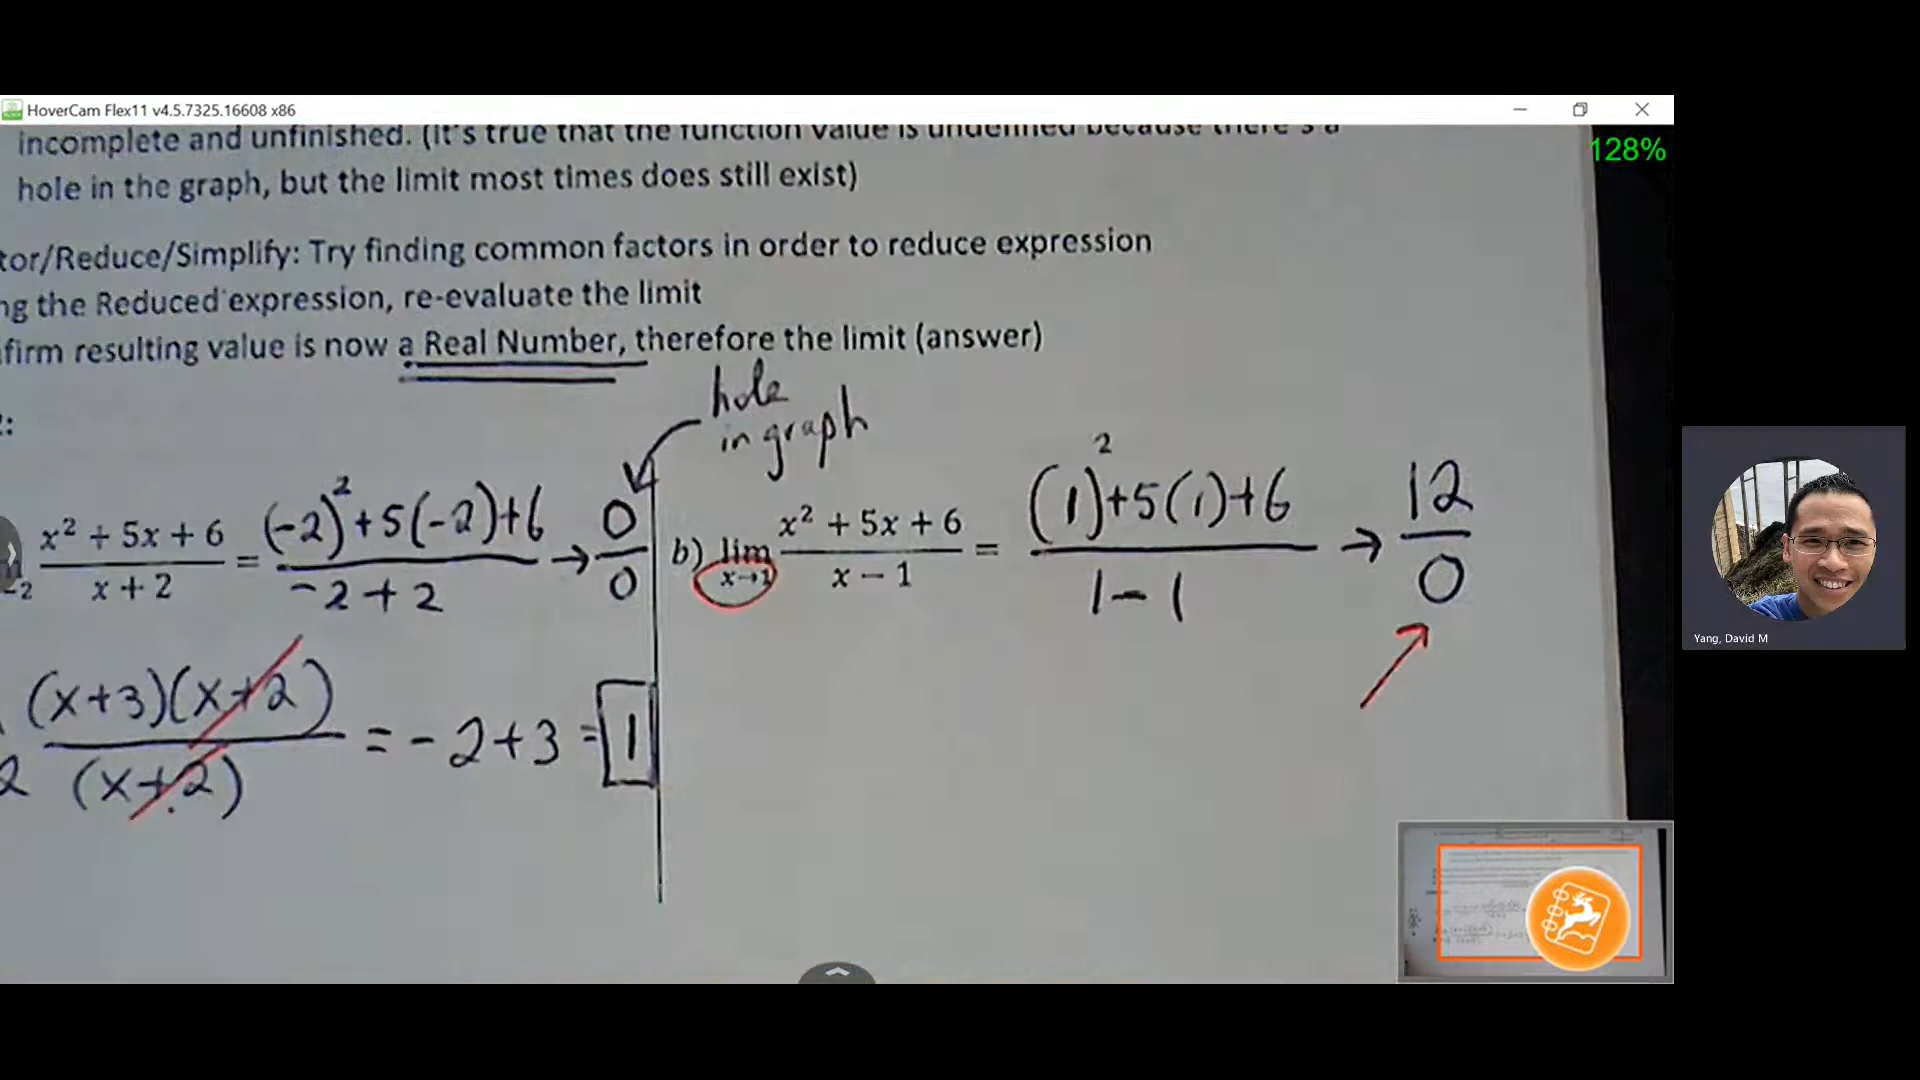 HoverCam Flex11 v4.5.7325.16608 x86
128%
incomplete and unfinished. (It's true that the function value is undefined because there's a
hole in the graph, but the limit most times does still exist)
tor/Reduce/Simplify: Try finding common factors in order to reduce expression
ng the Reduced expression, re-evaluate the limit
nfirm resulting value is now a Real Number, therefore the limit (answer)
hole
in graph
x² + 5x + 6 / x + 2 = (-2)² + 5(-2) + 6 / -2 + 2 → 0/0
-2
(x+3)(x+2) / (x+2) = -2+3 = 1
2
b) lim x→1 x² + 5x + 6 / x − 1 = (1)² + 5(1) + 6 / 1 - 1 → 12/0
Yang, David M